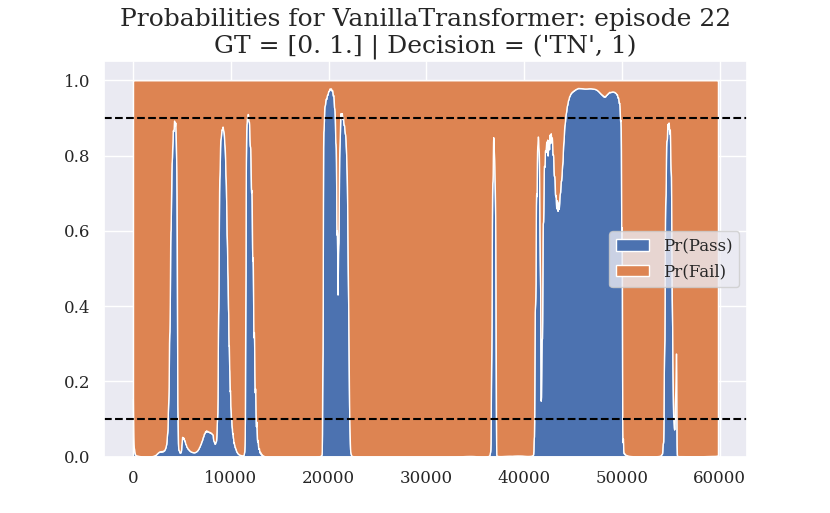 Probabilities for VanillaTransformer: episode 22
GT = [0. 1.] | Decision = ('TN', 1)
1.0
0.8
0.6
0.4
0.2
0.0
Pr(Pass)
Pr(Fail)
0 10000 20000 30000 40000 50000 60000